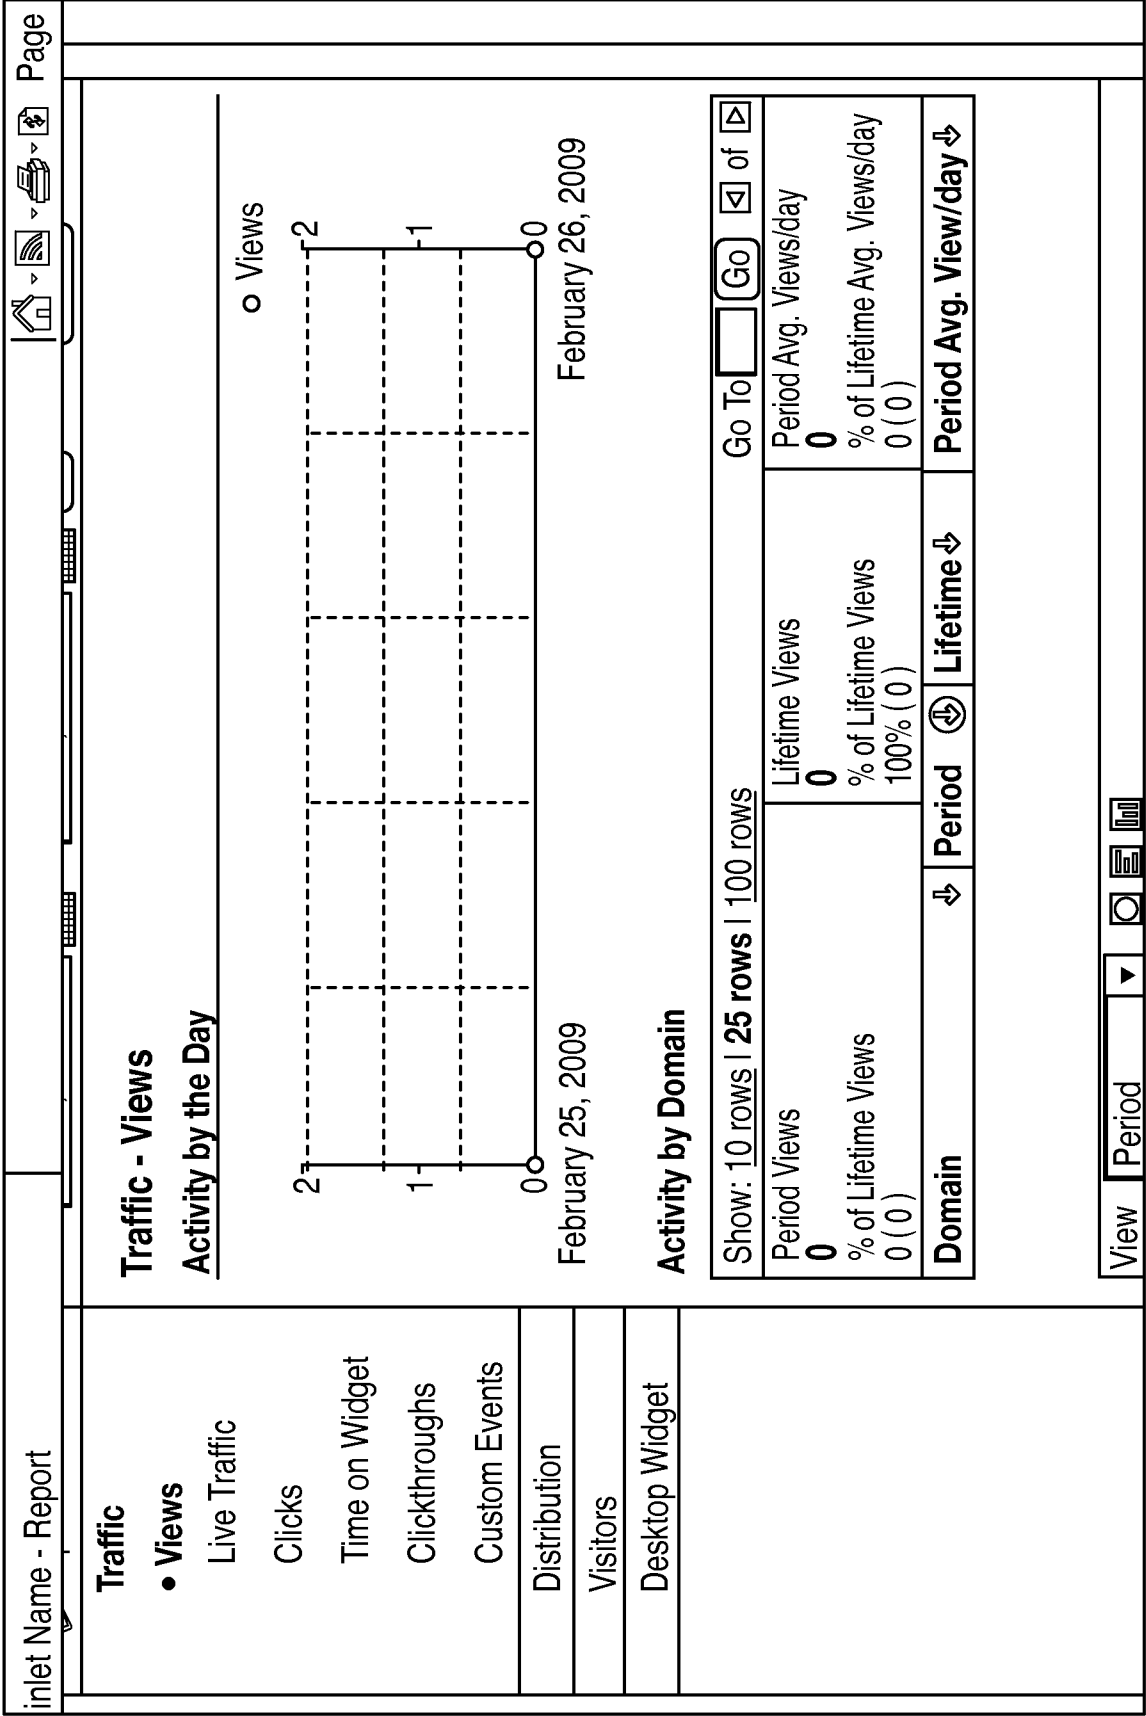 inlet Name - Report
Page
Traffic
• Views
Live Traffic
Clicks
Time on Widget
Clickthroughs
Custom Events
Distribution
Visitors
Desktop Widget
Traffic - Views
Activity by the Day
Views
2 2
1 1
0 0
February 25, 2009 February 26, 2009
Activity by Domain
Show: 10 rows | 25 rows | 100 rows Go To Go of
Period Views Lifetime Views Period Avg. Views/day
0 0 0
% of Lifetime Views % of Lifetime Views % of Lifetime Avg. Views/day
0 ( 0 ) 100% ( 0 ) 0 ( 0 )
Domain Period Lifetime Period Avg. View/day
View Period